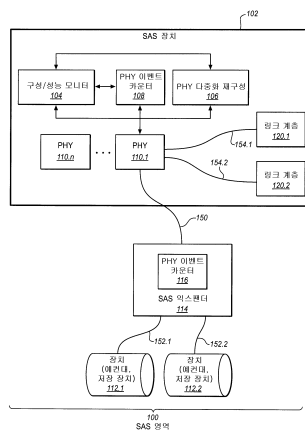 102
SAS 장치
구성/성능 모니터
104
PHY 이벤트
카운터
108
PHY 다중화 재구성
106
PHY
110.n
...
PHY
110.1
154.1
링크 계층
120.1
154.2
링크 계층
120.2
150
PHY 이벤트
카운터
116
SAS 익스팬더
114
152.1
152.2
장치
(예컨대,
저장 장치)
112.1
장치
(예컨대,
저장 장치)
112.2
100
SAS 영역